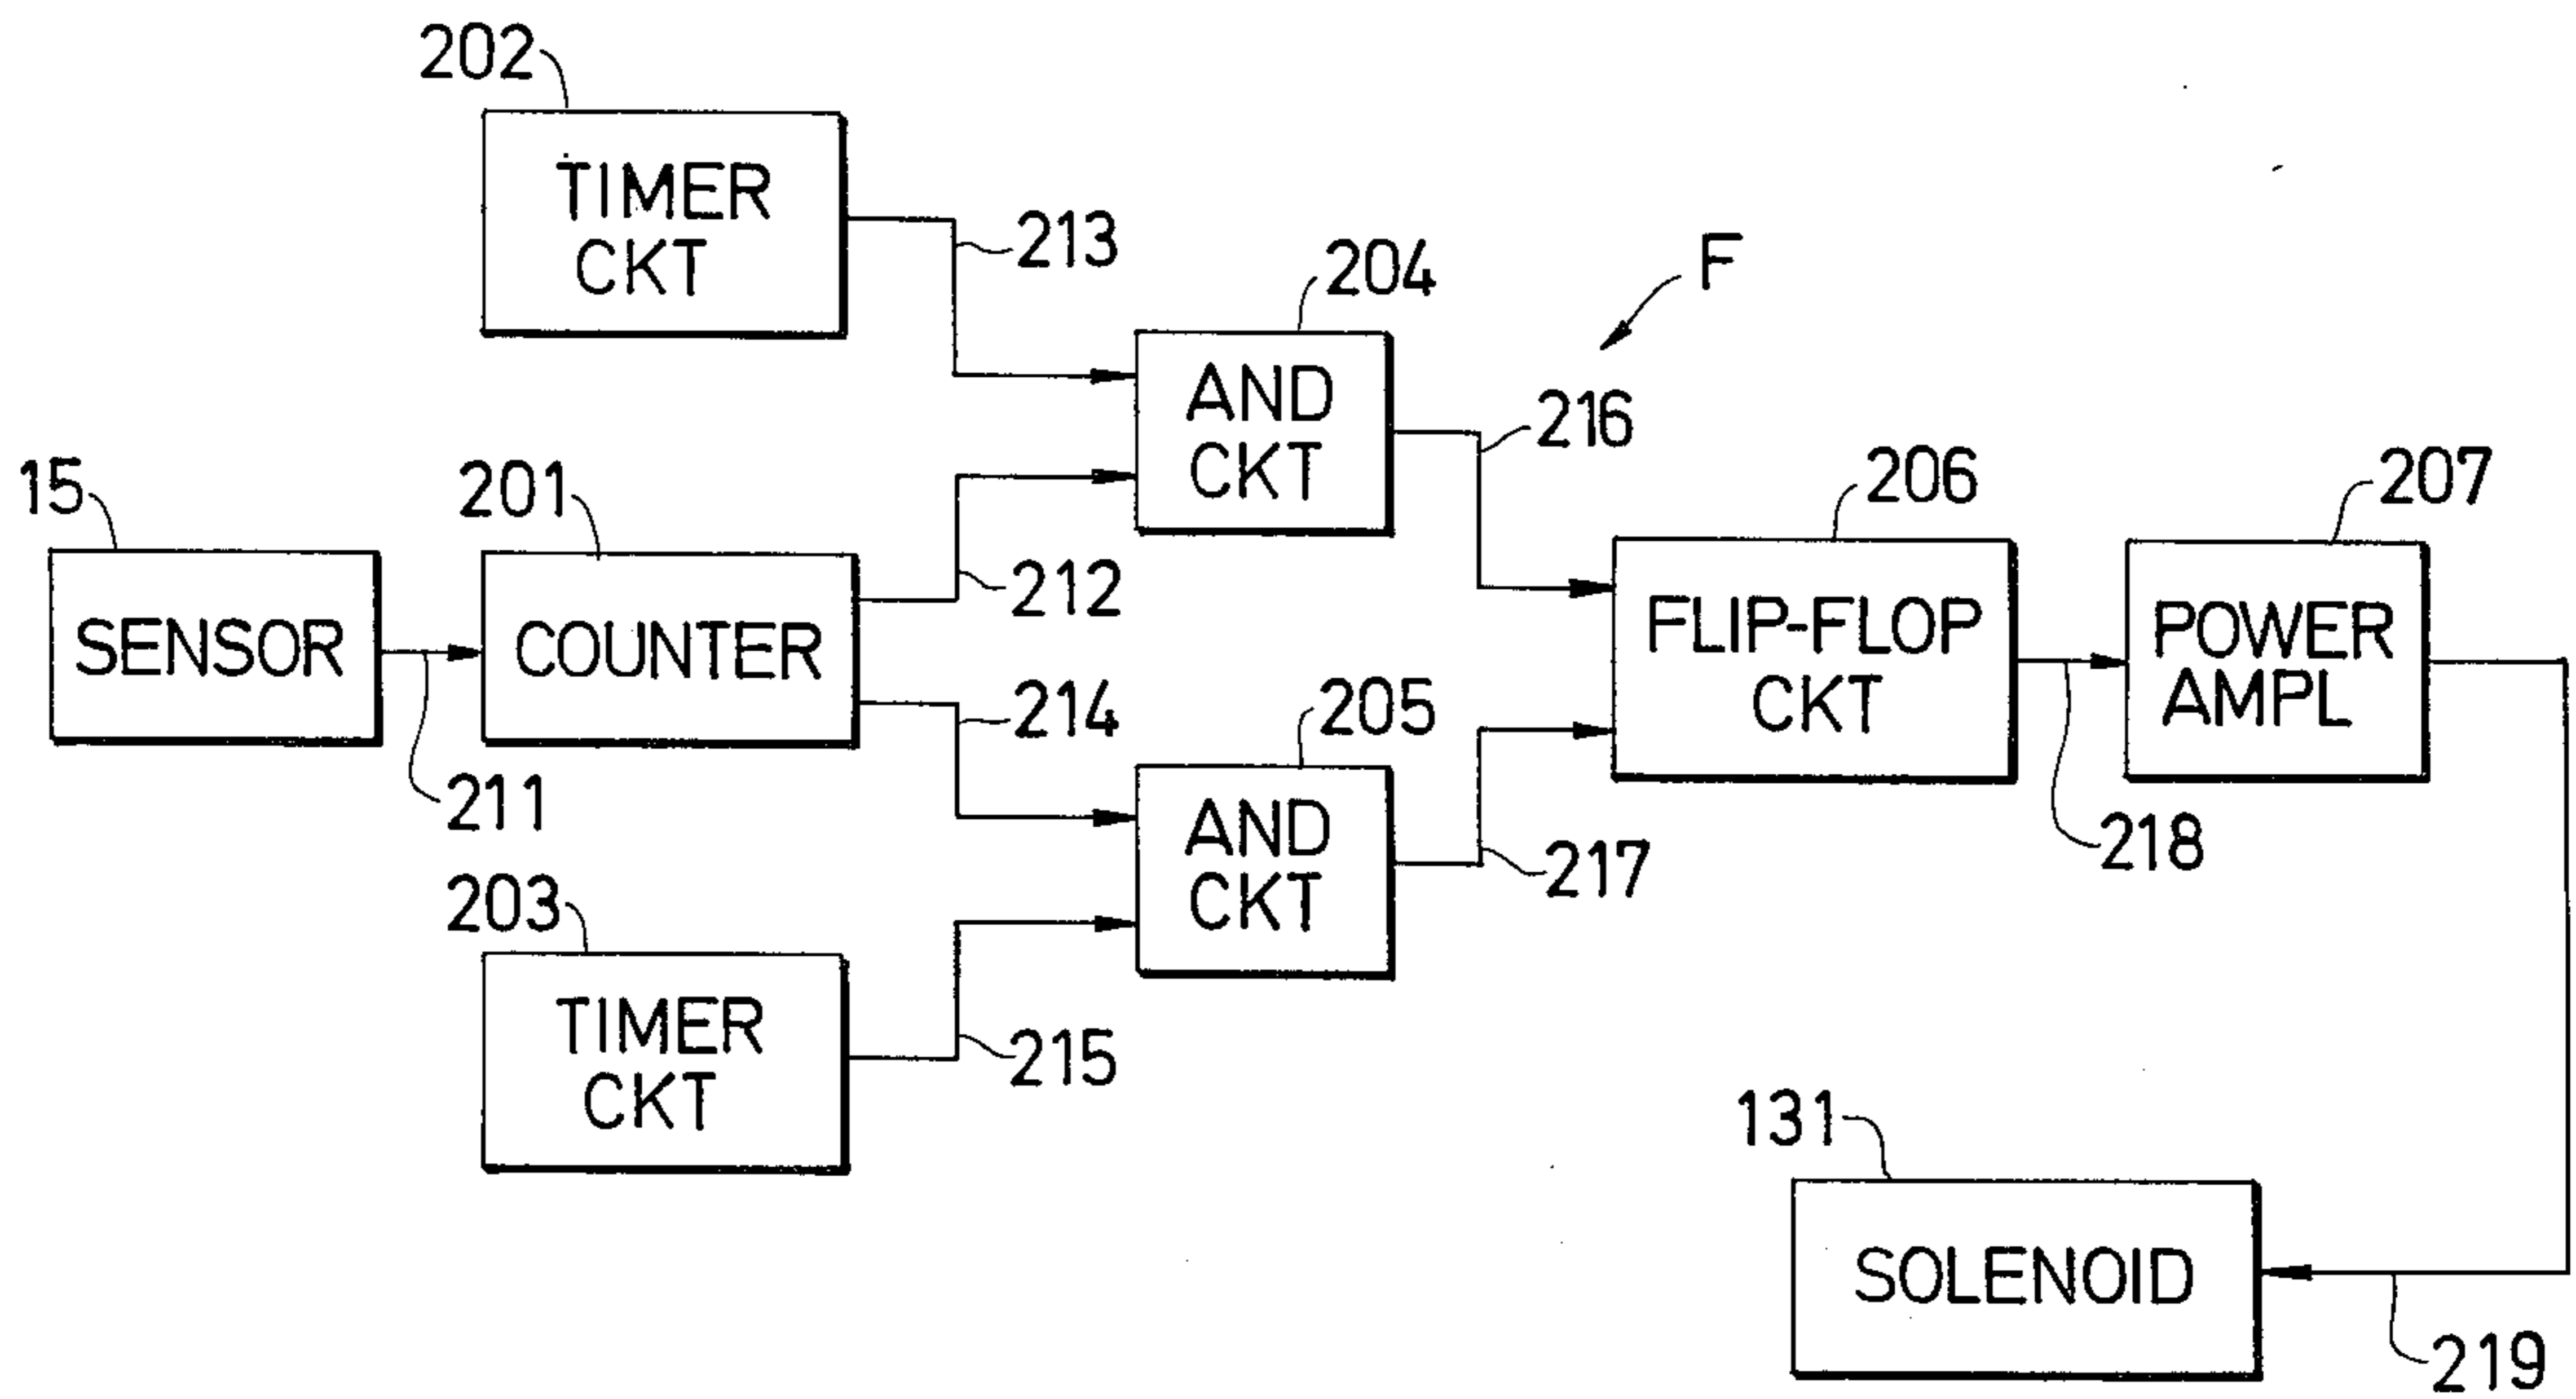 202
TIMER
CKT
213
204
F
AND
CKT
216
15
201
206
207
SENSOR
COUNTER
212
FLIP-FLOP
CKT
POWER
AMPL
211
214
205
218
AND
CKT
217
203
TIMER
CKT
215
131
SOLENOID
219